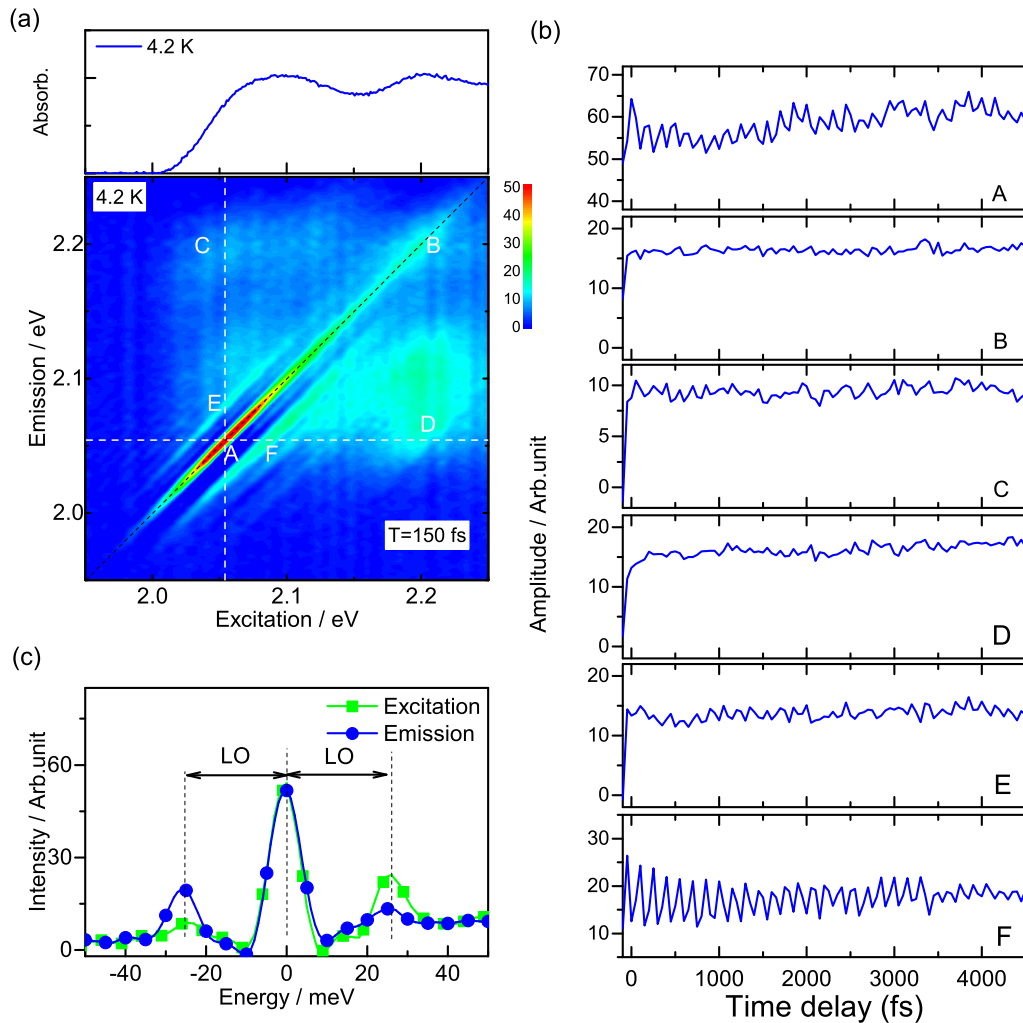 (a)
4.2 K
Absorb.
4.2 K
50
40
30
20
10
0
C
B
E
D
A
F
T=150 fs
2.2
2.1
2.0
Emission / eV
2.0
2.1
2.2
Excitation / eV
(b)
70
60
50
40
A
20
10
0
B
10
5
0
C
20
10
0
D
20
10
0
E
30
20
10
F
0
1000
2000
3000
4000
Amplitude / Arb.unit
Time delay (fs)
(c)
Excitation
Emission
LO
LO
60
30
0
Intensity / Arb.unit
-40
-20
0
20
40
Energy / meV